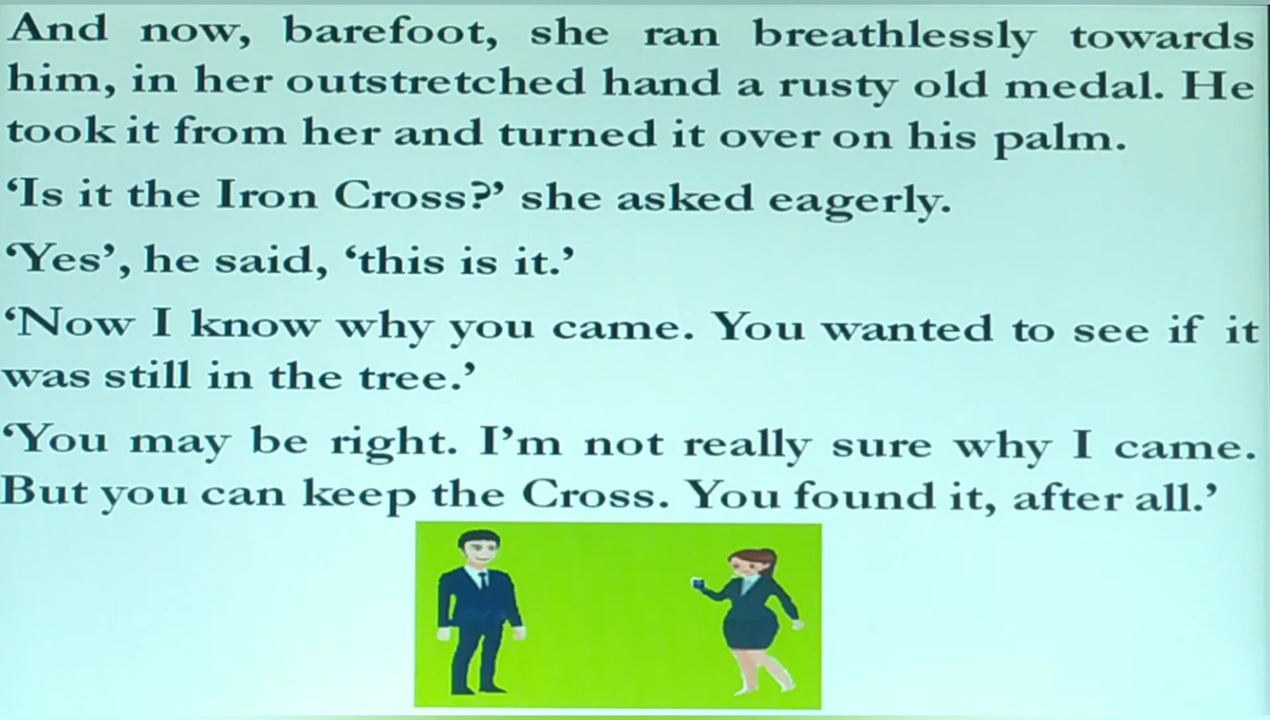 And now, barefoot, she ran breathlessly towards
him, in her outstretched hand a rusty old medal. He
took it from her and turned it over on his palm.
‘Is it the Iron Cross?’ she asked eagerly.
‘Yes’, he said, ‘this is it.’
‘Now I know why you came. You wanted to see if it
was still in the tree.’
‘You may be right. I’m not really sure why I came.
But you can keep the Cross. You found it, after all.’